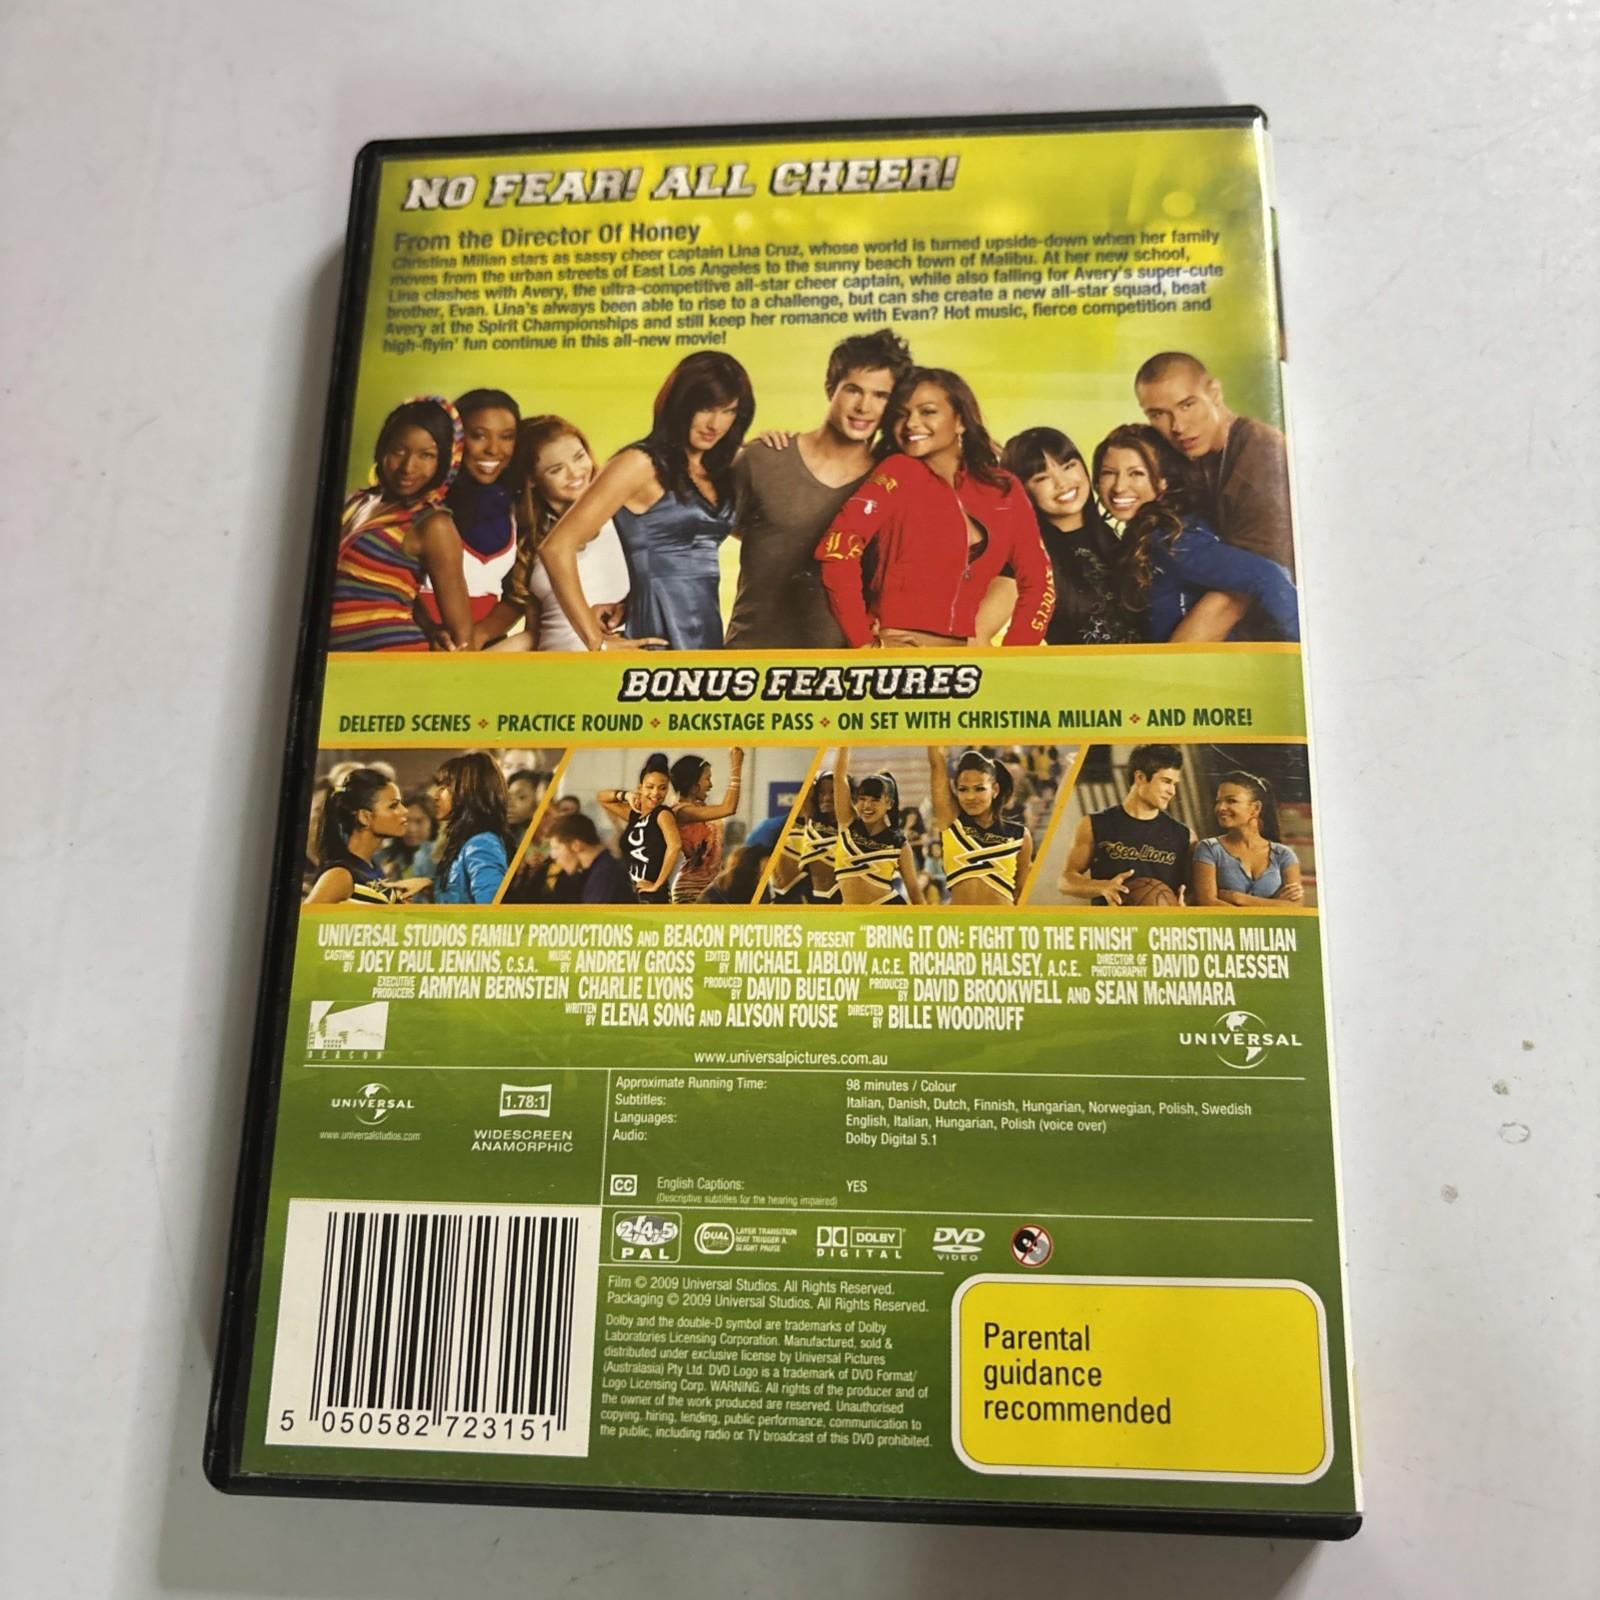 NO FEAR! ALL CHEER!
From the Director Of Honey
Christina Milian stars as sassy cheer captain Lina Cruz, whose world is turned upside-down when her family
moves from the urban streets of East Los Angeles to the sunny beach town of Malibu. At her new school,
Lina clashes with Avery, the ultra-competitive all-star cheer captain, while also falling for Avery's super-cute
brother, Evan. Lina's always been able to rise to a challenge, but can she create a new all-star squad, beat
Avery at the Spirit Championships and still keep her romance with Evan? Hot music, fierce competition and
high-flyin' fun continue in this all-new movie!
BONUS FEATURES
DELETED SCENES PRACTICE ROUND BACKSTAGE PASS ON SET WITH CHRISTINA MILIAN AND MORE!
EACE
Sea Lions
UNIVERSAL STUDIOS FAMILY PRODUCTIONS AND BEACON PICTURES PRESENT "BRING IT ON: FIGHT TO THE FINISH" CHRISTINA MILIAN
CASTING BY JOEY PAUL JENKINS, C.S.A. MUSIC BY ANDREW GROSS EDITED BY MICHAEL JABLOW, A.C.E. RICHARD HALSEY, A.C.E. DIRECTOR OF PHOTOGRAPHY DAVID CLAESSEN
EXECUTIVE PRODUCERS ARMYAN BERNSTEIN CHARLIE LYONS PRODUCED BY DAVID BUELOW PRODUCED BY DAVID BROOKWELL AND SEAN McNAMARA
WRITTEN BY ELENA SONG AND ALYSON FOUSE DIRECTED BY BILLE WOODRUFF
BEACON
UNIVERSAL
www.universalpictures.com.au
UNIVERSAL
www.universalstudios.com
1.78:1
WIDESCREEN
ANAMORPHIC
Approximate Running Time: 98 minutes / Colour
Subtitles: Italian, Danish, Dutch, Finnish, Hungarian, Norwegian, Polish, Swedish
Languages: English, Italian, Hungarian, Polish (voice over)
Audio: Dolby Digital 5.1
CC English Captions: YES
(Descriptive subtitles for the hearing impaired)
2/4/5
PAL
DUAL
LAYER TRANSITION
MAY TRIGGER A
SLIGHT PAUSE
DOLBY
DIGITAL
DVD
VIDEO
Film © 2009 Universal Studios. All Rights Reserved.
Packaging © 2009 Universal Studios. All Rights Reserved.
Dolby and the double-D symbol are trademarks of Dolby
Laboratories Licensing Corporation. Manufactured, sold &
distributed under exclusive license by Universal Pictures
(Australasia) Pty Ltd. DVD Logo is a trademark of DVD Format/
Logo Licensing Corp. WARNING: All rights of the producer and of
the owner of the work produced are reserved. Unauthorised
copying, hiring, lending, public performance, communication to
the public, including radio or TV broadcast of this DVD prohibited.
5 050582 723151
Parental
guidance
recommended